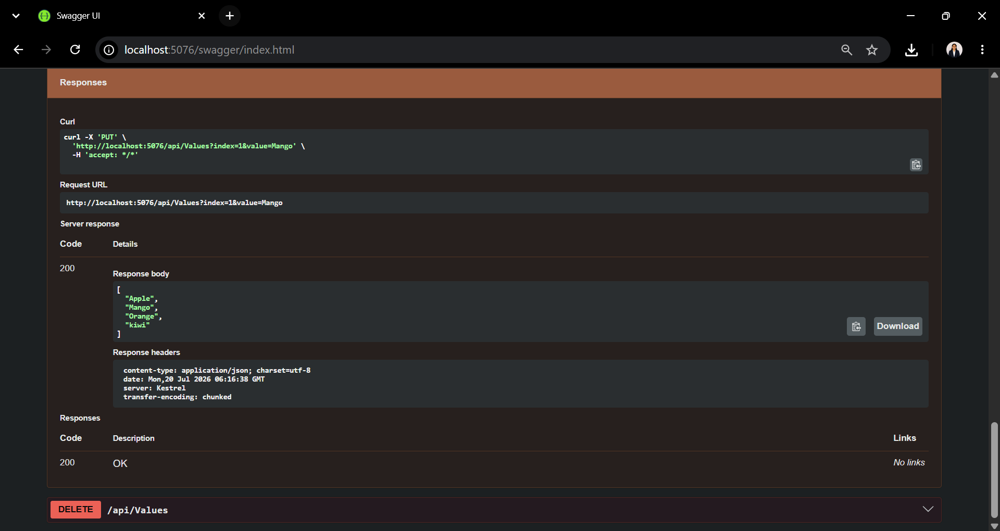 Swagger UI
localhost:5076/swagger/index.html
Responses
Curl
curl -X 'PUT' \
'http://localhost:5076/api/Values?index=1&value=Mango' \
-H 'accept: */*'
Request URL
http://localhost:5076/api/Values?index=1&value=Mango
Server response
Code Details
200
Response body
[
"Apple",
"Mango",
"Orange",
"kiwi"
]
Download
Response headers
content-type: application/json; charset=utf-8
date: Mon,20 Jul 2026 06:16:38 GMT
server: Kestrel
transfer-encoding: chunked
Responses
Code Description Links
200 OK No links
DELETE /api/Values